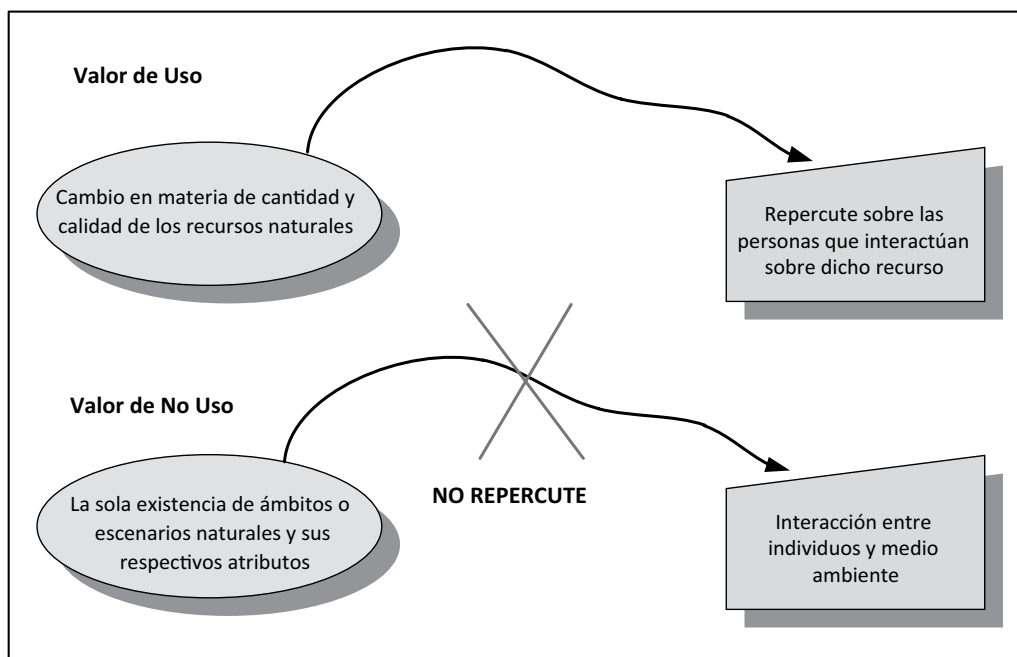 Valor de Uso
Cambio en materia de cantidad y
calidad de los recursos naturales
Repercute sobre las
personas que interactúan
sobre dicho recurso
Valor de No Uso
La sola existencia de ámbitos o
escenarios naturales y sus
respectivos atributos
NO REPERCUTE
Interacción entre
individuos y medio
ambiente